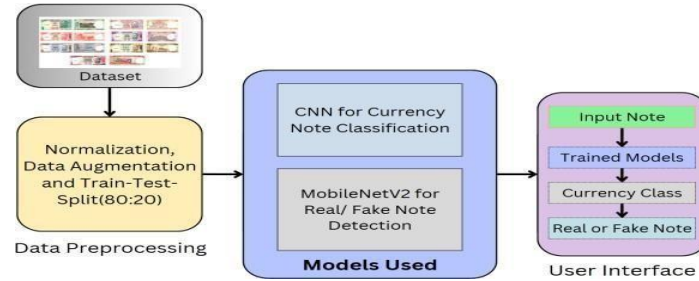 Dataset
Normalization,
Data Augmentation
and Train-Test-
Split(80:20)
Data Preprocessing
CNN for Currency
Note Classification
MobileNetV2 for
Real/ Fake Note
Detection
Models Used
Input Note
Trained Models
Currency Class
Real or Fake Note
User Interface